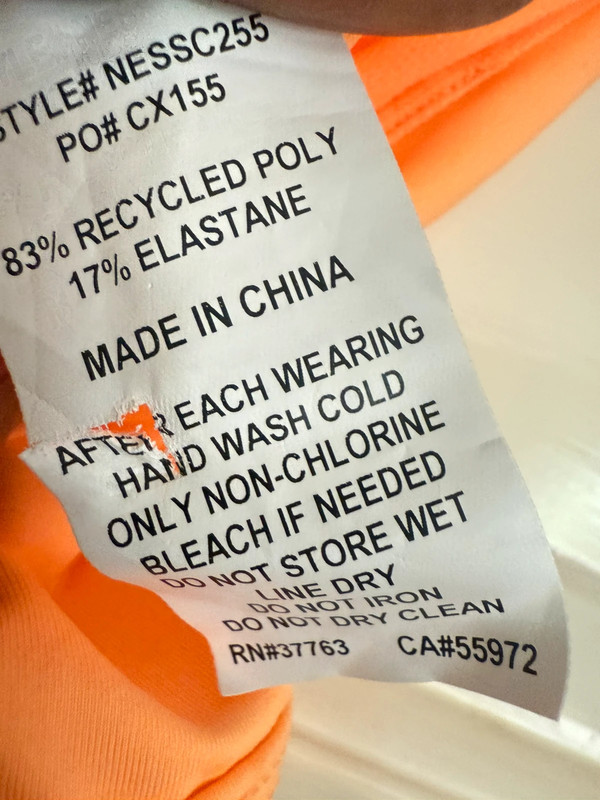 STYLE# NESSC255
PO# CX155
83% RECYCLED POLY
17% ELASTANE
MADE IN CHINA
AFTER EACH WEARING
HAND WASH COLD
ONLY NON-CHLORINE
BLEACH IF NEEDED
DO NOT STORE WET
LINE DRY
DO NOT IRON
DO NOT DRY CLEAN
RN#37763 CA#55972